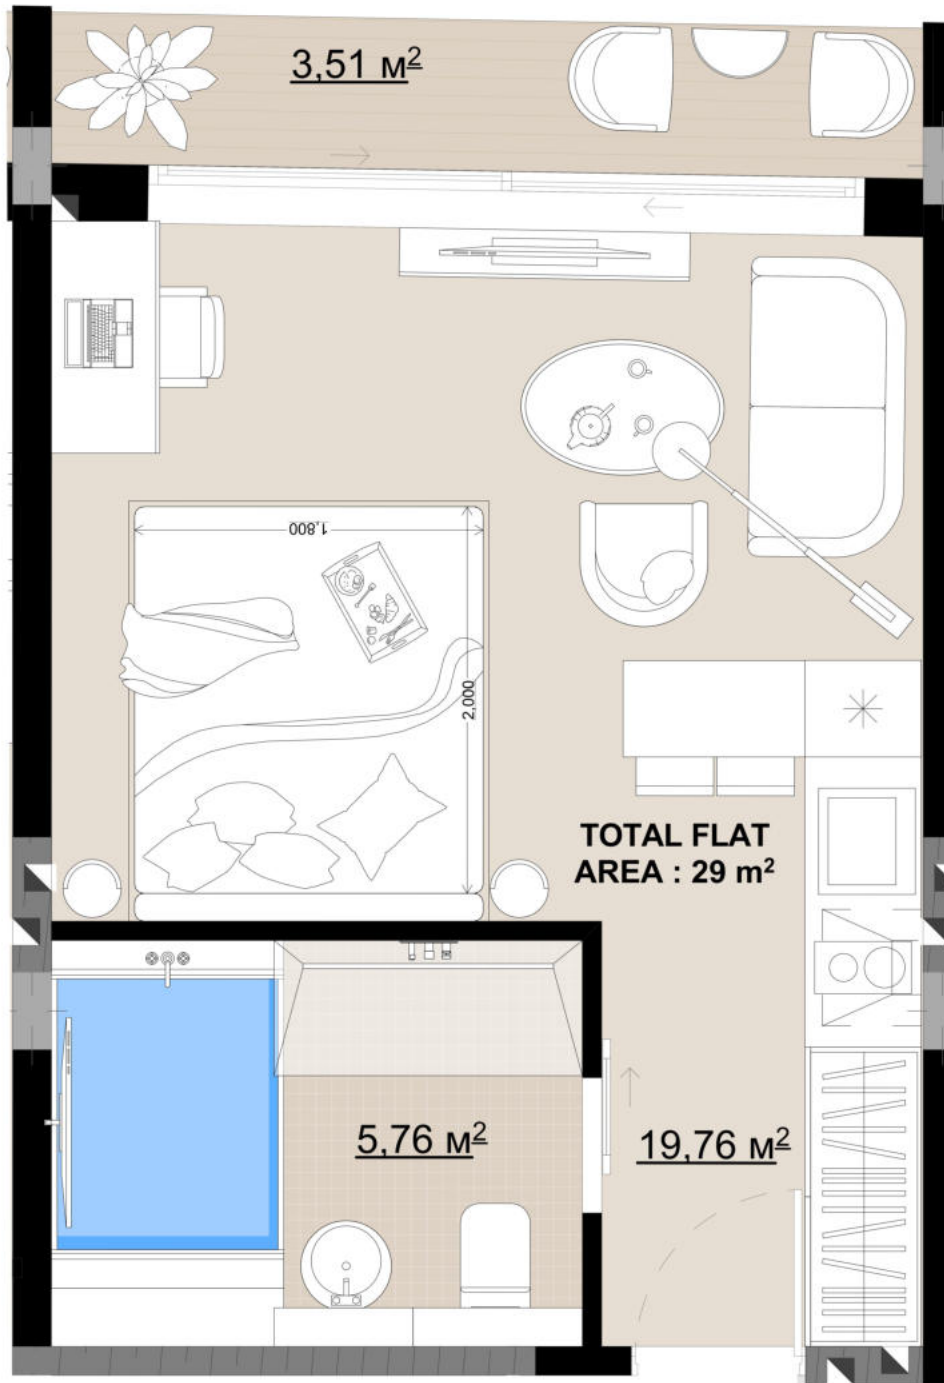 3,51 м²
1,800
2,000
TOTAL FLAT
AREA : 29 m²
5,76 м²
19,76 м²